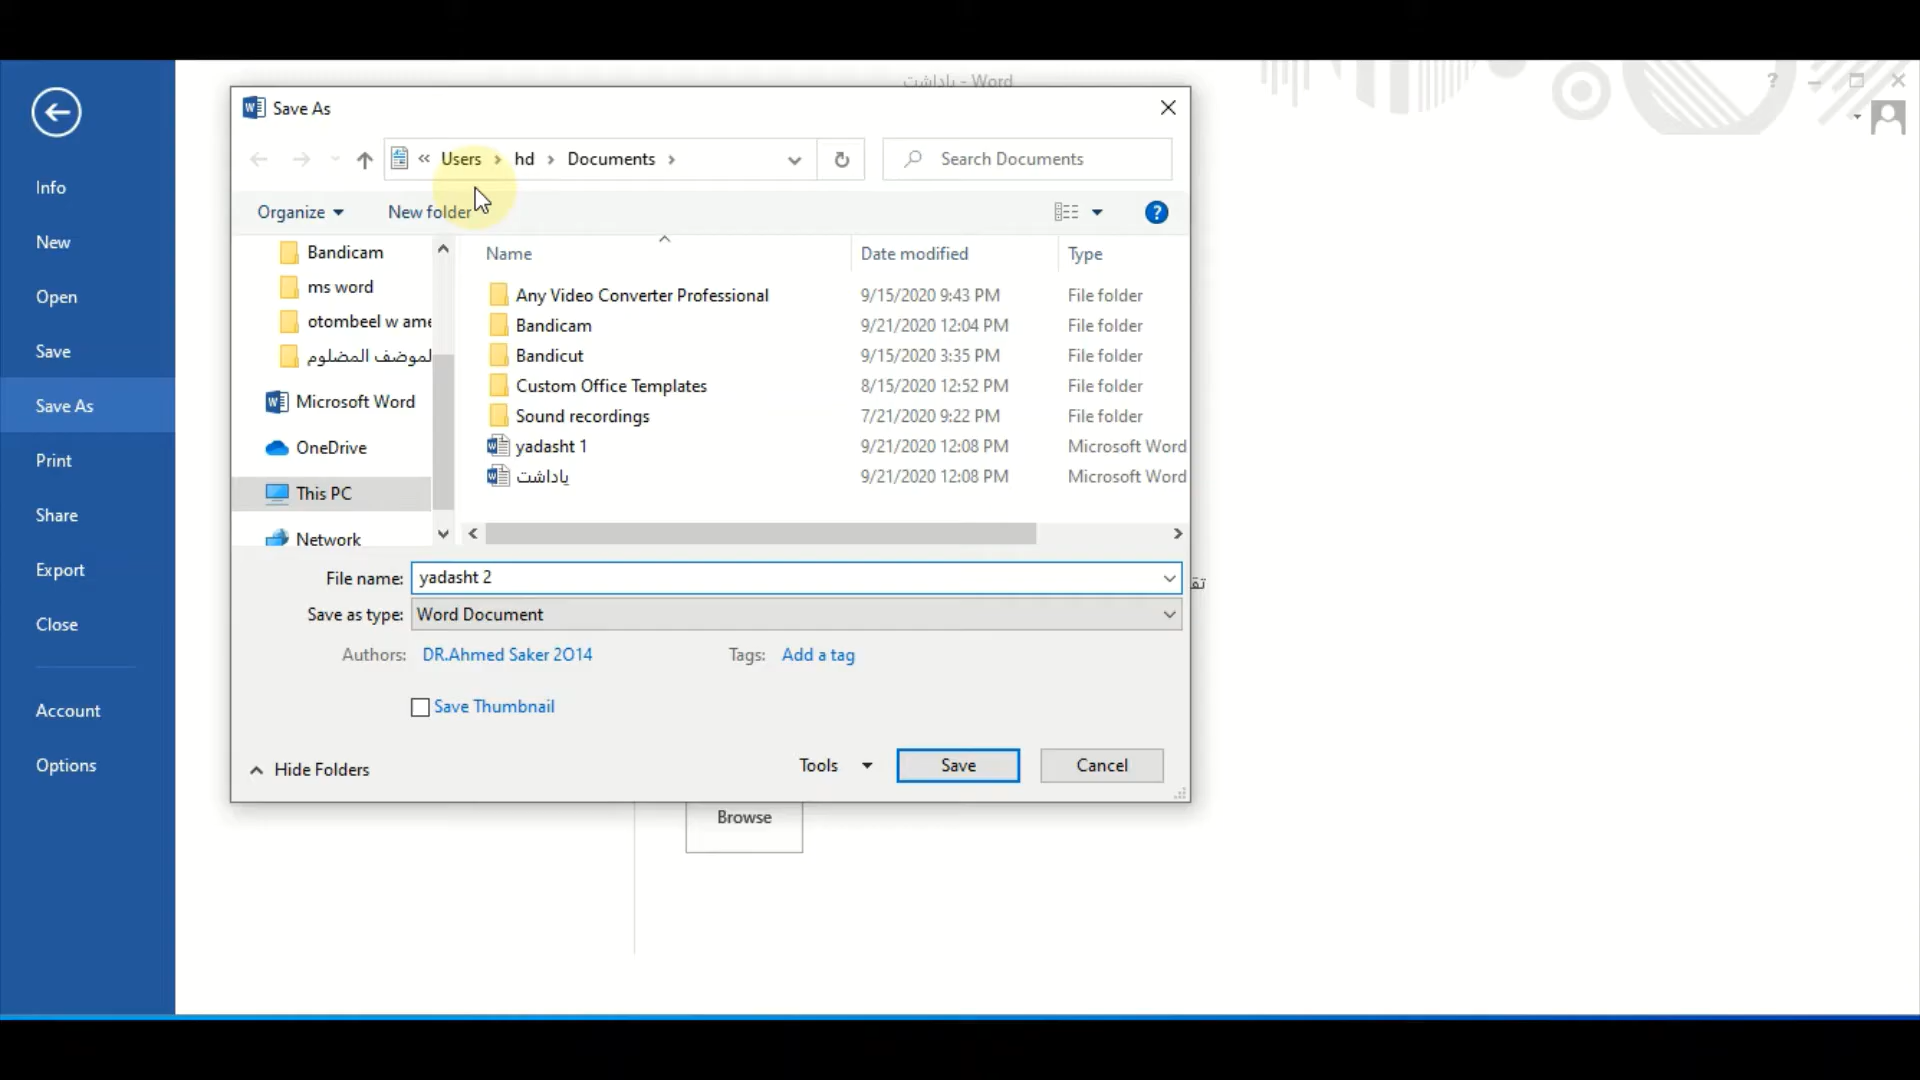 ياداشت - Word
?
Save As
« Users › hd › Documents ›
Search Documents
Organize
New folder
?
Info
New
Open
Save
Save As
Print
Share
Export
Close
Account
Options
Bandicam
ms word
otombeel w ame
لموضف المضلوم
Microsoft Word
OneDrive
This PC
Network
Name Date modified Type
Any Video Converter Professional 9/15/2020 9:43 PM File folder
Bandicam 9/21/2020 12:04 PM File folder
Bandicut 9/15/2020 3:35 PM File folder
Custom Office Templates 8/15/2020 12:52 PM File folder
Sound recordings 7/21/2020 9:22 PM File folder
yadasht 1 9/21/2020 12:08 PM Microsoft Word
ياداشت 9/21/2020 12:08 PM Microsoft Word
File name: yadasht 2
Save as type: Word Document
Authors: DR.Ahmed Saker 2O14 Tags: Add a tag
Save Thumbnail
Hide Folders
Tools Save Cancel
Browse